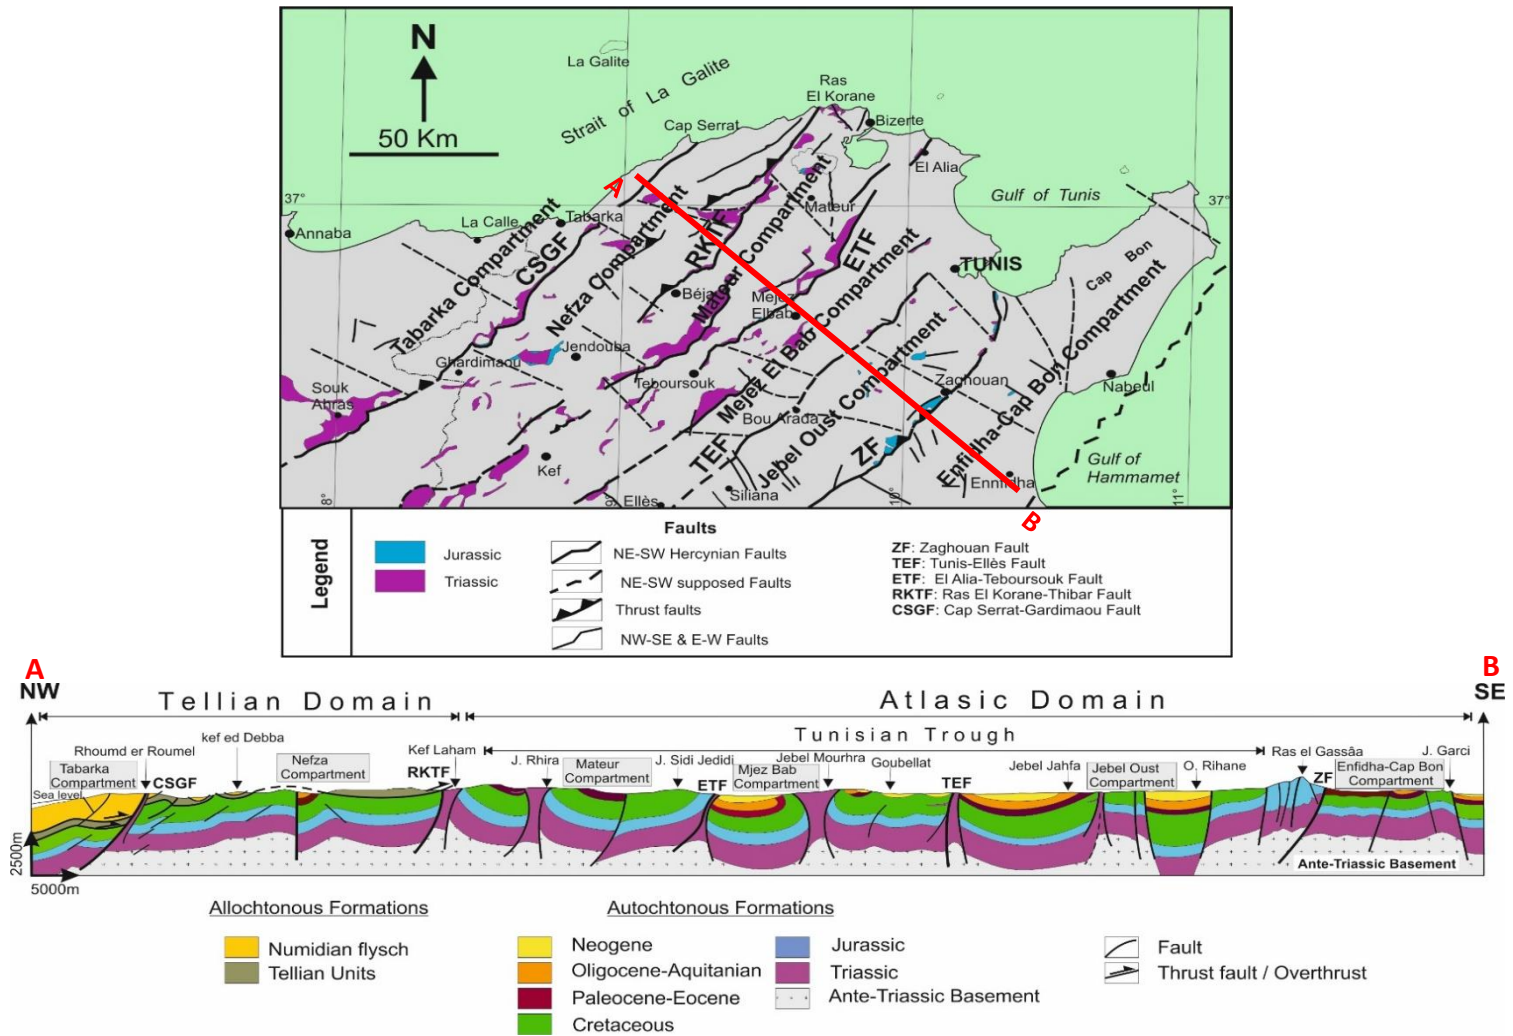 N
50 Km
La Galite
Strait of La Galite
Ras
El Korane
Cap Serrat
Bizerte
El Alia
Gulf of Tunis
37°
37°
A
Annaba
La Calle
Tabarka
Mateur
TUNIS
Cap Bon
Tabarka Compartment
CSGF
Nefza Compartment
RKTF
Mateur Compartment
ETF
Béja
Mejez
Elbab
Mejez El Bab Compartment
Ghardimaou
Jendouba
Teboursouk
Souk
Ahras
Zaghouan
Nabeul
Bou Arada
TEF
Jebel Oust Compartment
ZF
Enfidha-Cap Bon Compartment
Kef
Siliana
Ellès
Ennfidha
Gulf of
Hammamet
8°
9°
10°
11°
B
Legend
Jurassic
Triassic
Faults
NE-SW Hercynian Faults
NE-SW supposed Faults
Thrust faults
NW-SE & E-W Faults
ZF: Zaghouan Fault
TEF: Tunis-Ellès Fault
ETF: El Alia-Teboursouk Fault
RKTF: Ras El Korane-Thibar Fault
CSGF: Cap Serrat-Gardimaou Fault
A
NW
B
SE
Tellian Domain
Atlasic Domain
Tunisian Trough
Rhoumd er Roumel
kef ed Debba
Kef Laham
J. Rhira
J. Sidi Jedidi
Jebel Mourhra
Goubellat
Jebel Jahfa
O. Rihane
Ras el Gassâa
J. Garci
Tabarka
Compartment
CSGF
Nefza
Compartment
RKTF
Mateur
Compartment
ETF
Mjez Bab
Compartment
TEF
Jebel Oust
Compartment
ZF
Enfidha-Cap Bon
Compartment
Sea level
2500m
5000m
Ante-Triassic Basement
Allochtonous Formations
Numidian flysch
Tellian Units
Autochtonous Formations
Neogene
Oligocene-Aquitanian
Paleocene-Eocene
Cretaceous
Jurassic
Triassic
Ante-Triassic Basement
Fault
Thrust fault / Overthrust